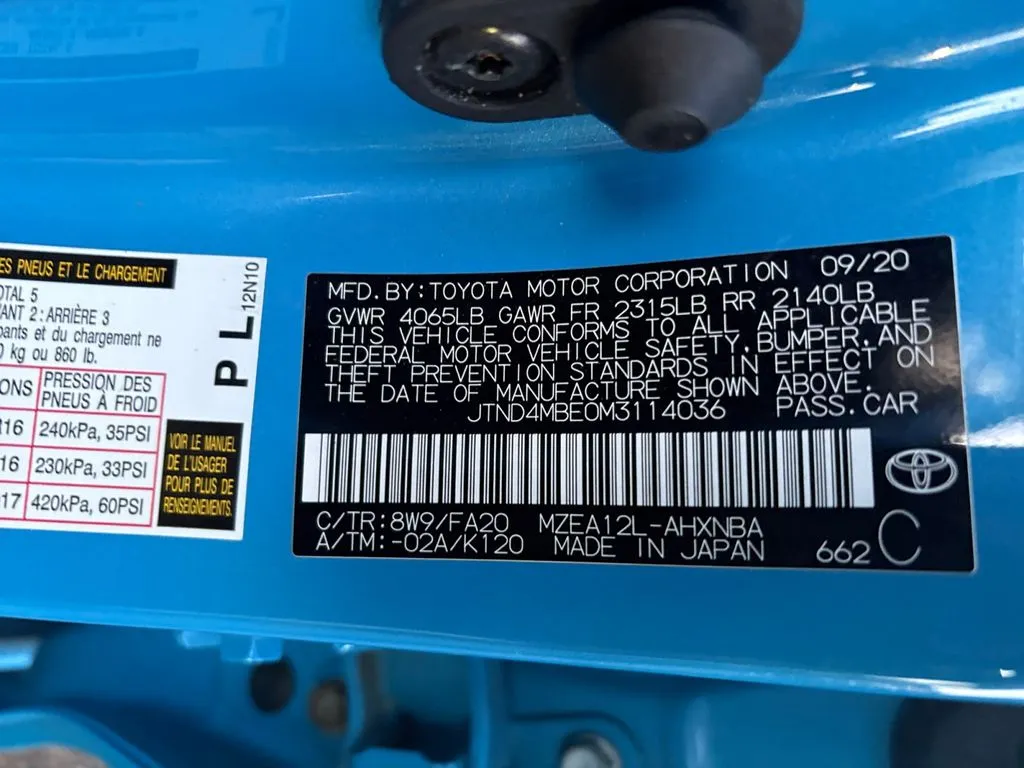 ES PNEUS ET LE CHARGEMENT
OTAL 5
ANT 2: ARRIÈRE 3
pants et du chargement ne
0 kg ou 860 lb.
ONS PRESSION DES
PNEUS À FROID
R16 240kPa, 35PSI
16 230kPa, 33PSI
D17 420kPa, 60PSI
VOIR LE MANUEL
DE L'USAGER
POUR PLUS DE
RENSEIGNEMENTS
P L 12N10
MFD.BY:TOYOTA MOTOR CORPORATION 09/20
GVWR 4065LB GAWR FR 2315LB RR 2140LB
THIS VEHICLE CONFORMS TO ALL APPLICABLE
FEDERAL MOTOR VEHICLE SAFETY,BUMPER,AND
THEFT PREVENTION STANDARDS IN EFFECT ON
THE DATE OF MANUFACTURE SHOWN ABOVE.
JTND4MBE0M3114036 PASS.CAR
C/TR:8W9/FA20 MZEA12L-AHXNBA
A/TM:-02A/K120 MADE IN JAPAN 662 C